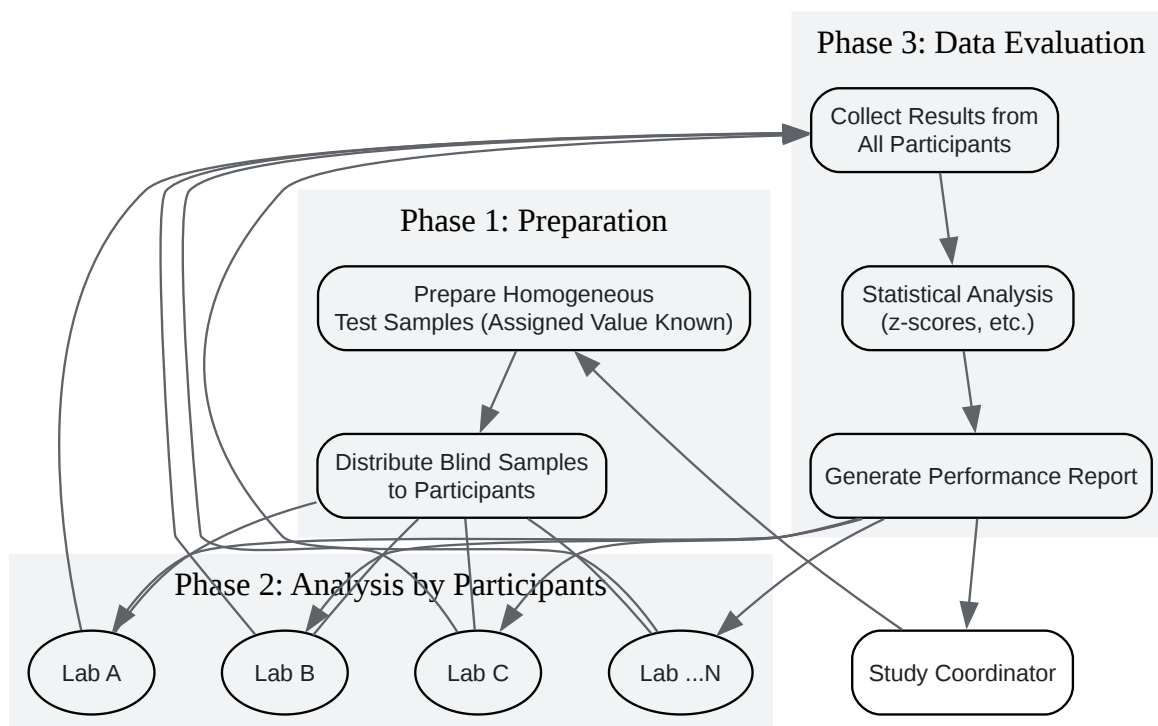 Phase 3: Data Evaluation
Collect Results from
All Participants
Phase 1: Preparation
Prepare Homogeneous
Test Samples (Assigned Value Known)
Statistical Analysis
(z-scores, etc.)
Distribute Blind Samples
to Participants
Generate Performance Report
Phase 2: Analysis by Participants
Lab A
Lab B
Lab C
Lab ...N
Study Coordinator